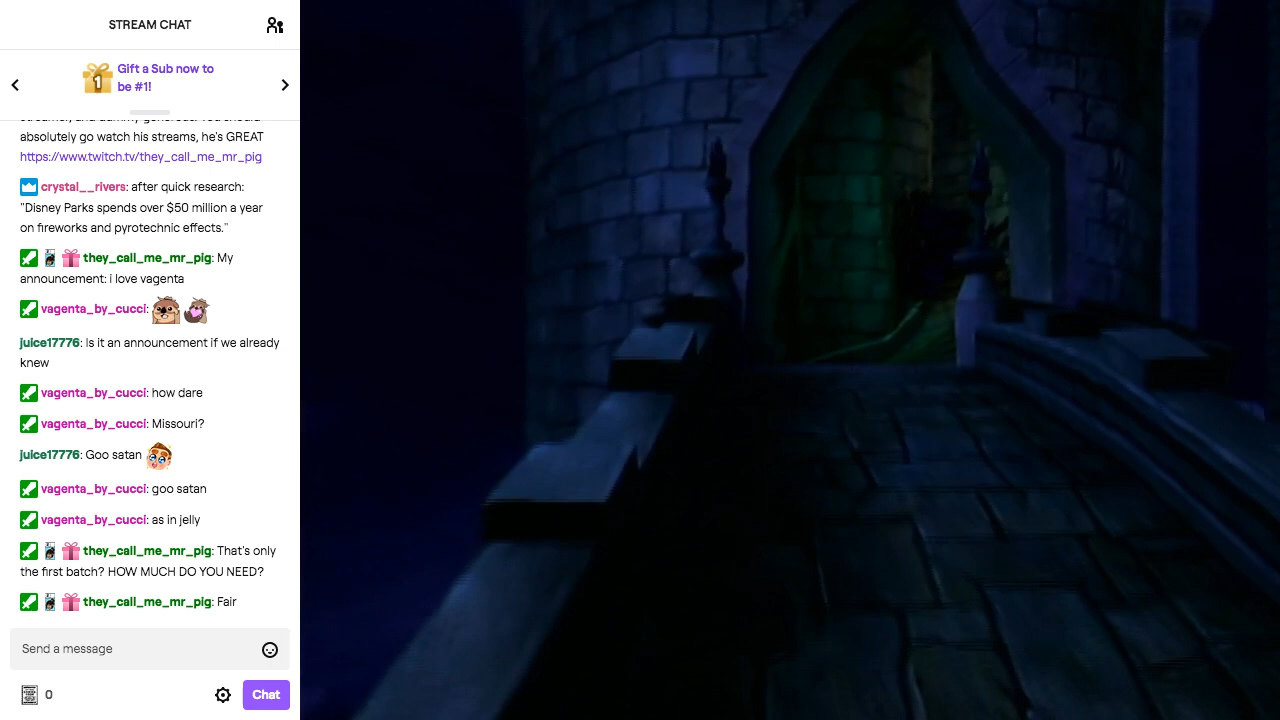 STREAM CHAT
Gift a Sub now to
be #1!
1
absolutely go watch his streams, he's GREAT
https://www.twitch.tv/they_call_me_mr_pig
crystal__rivers: after quick research:
"Disney Parks spends over $50 million a year
on fireworks and pyrotechnic effects."
they_call_me_mr_pig: My
announcement: i love vagenta
vagenta_by_cucci:
juice17776: Is it an announcement if we already
knew
vagenta_by_cucci: how dare
vagenta_by_cucci: Missouri?
juice17776: Goo satan
vagenta_by_cucci: goo satan
vagenta_by_cucci: as in jelly
they_call_me_mr_pig: That's only
the first batch? HOW MUCH DO YOU NEED?
they_call_me_mr_pig: Fair
Send a message
0
Chat